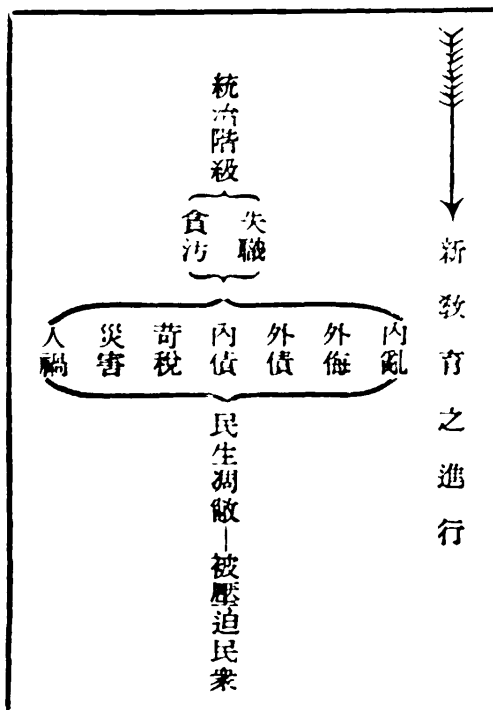 新教育之進行
統治階級
失職
貪污
內亂
外侮
外債
內債
苛稅
災害
人禍
民生凋敝—被壓迫民衆